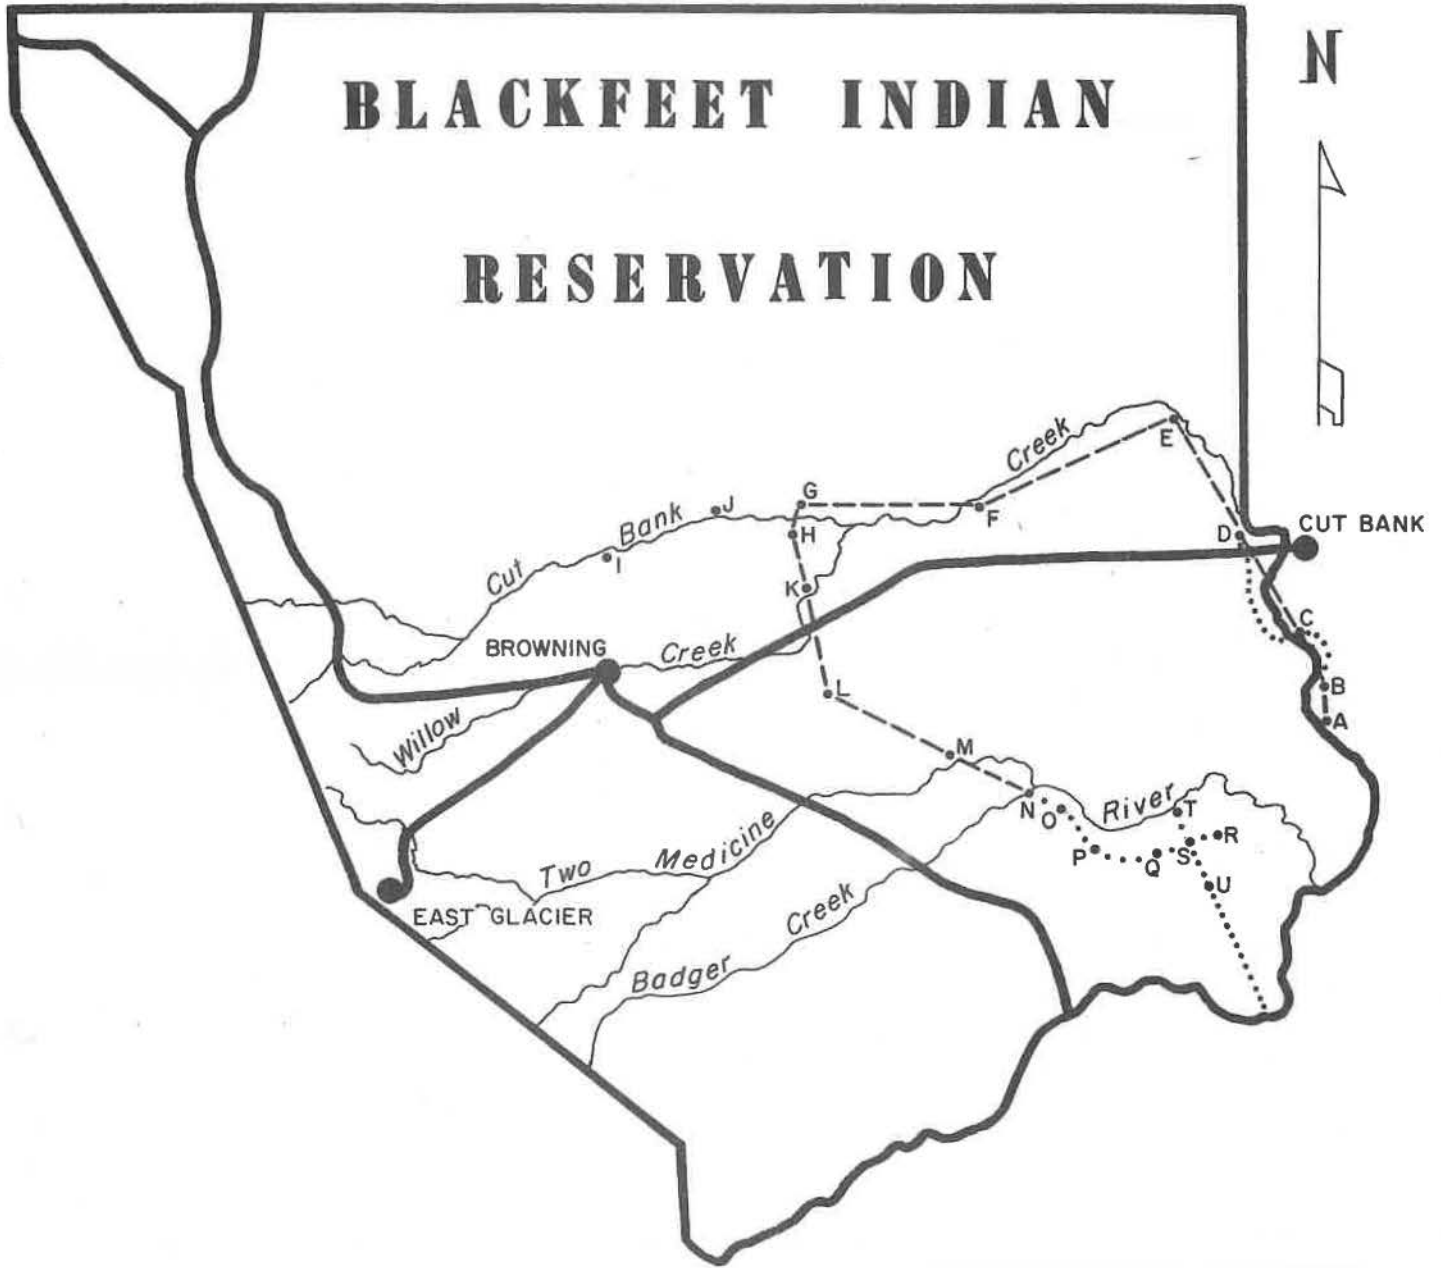 N
BLACKFEET INDIAN
RESERVATION
Creek
E
G
J
Bank
F
H
D
CUT BANK
I
Cut
K
C
BROWNING
Creek
B
L
A
Willow
M
N
O
River
T
R
Medicine
P
Q
S
Two
U
EAST GLACIER
Creek
Badger